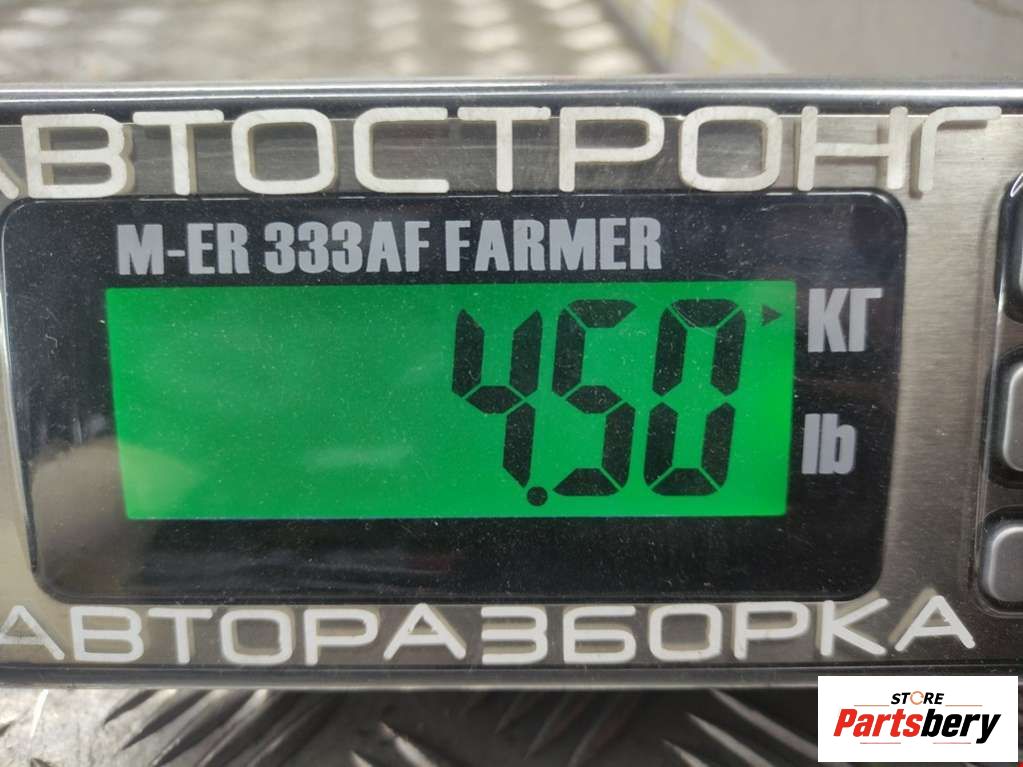 АВТОСТРОНГ
M-ER 333AF FARMER
4.50
КГ
lb
АВТОРАЗБОРКА
STORE
Partsbery